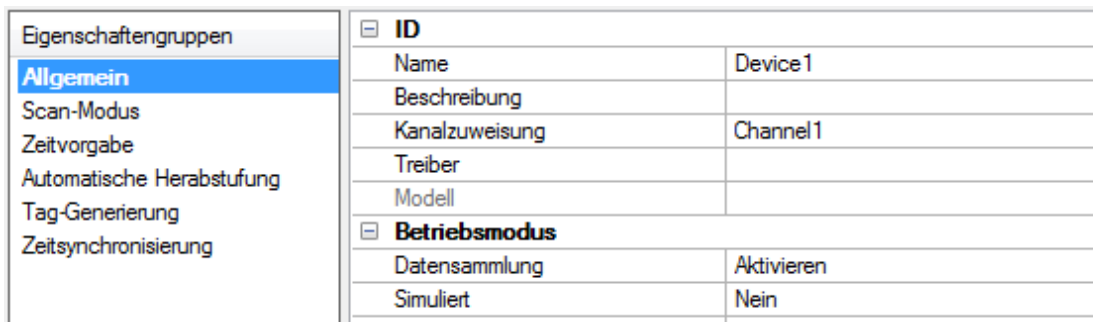 Eigenschaftengruppen
Allgemein
Scan-Modus
Zeitvorgabe
Automatische Herabstufung
Tag-Generierung
Zeitsynchronisierung
ID
Name Device1
Beschreibung
Kanalzuweisung Channel1
Treiber
Modell
Betriebsmodus
Datensammlung Aktivieren
Simuliert Nein